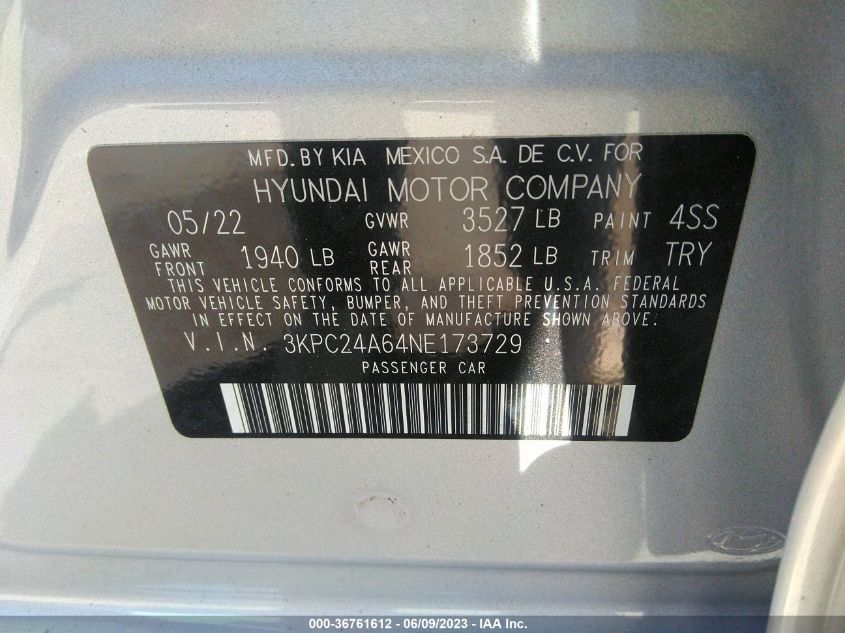 MFD. BY KIA MEXICO S.A. DE C.V. FOR
HYUNDAI MOTOR COMPANY
05/22 GVWR 3527 LB PAINT 4SS
GAWR FRONT 1940 LB GAWR REAR 1852 LB TRIM TRY
THIS VEHICLE CONFORMS TO ALL APPLICABLE U.S.A. FEDERAL
MOTOR VEHICLE SAFETY, BUMPER, AND THEFT PREVENTION STANDARDS
IN EFFECT ON THE DATE OF MANUFACTURE SHOWN ABOVE.
V.I.N. 3KPC24A64NE173729
PASSENGER CAR
000-36761612 - 06/09/2023 - IAA Inc.